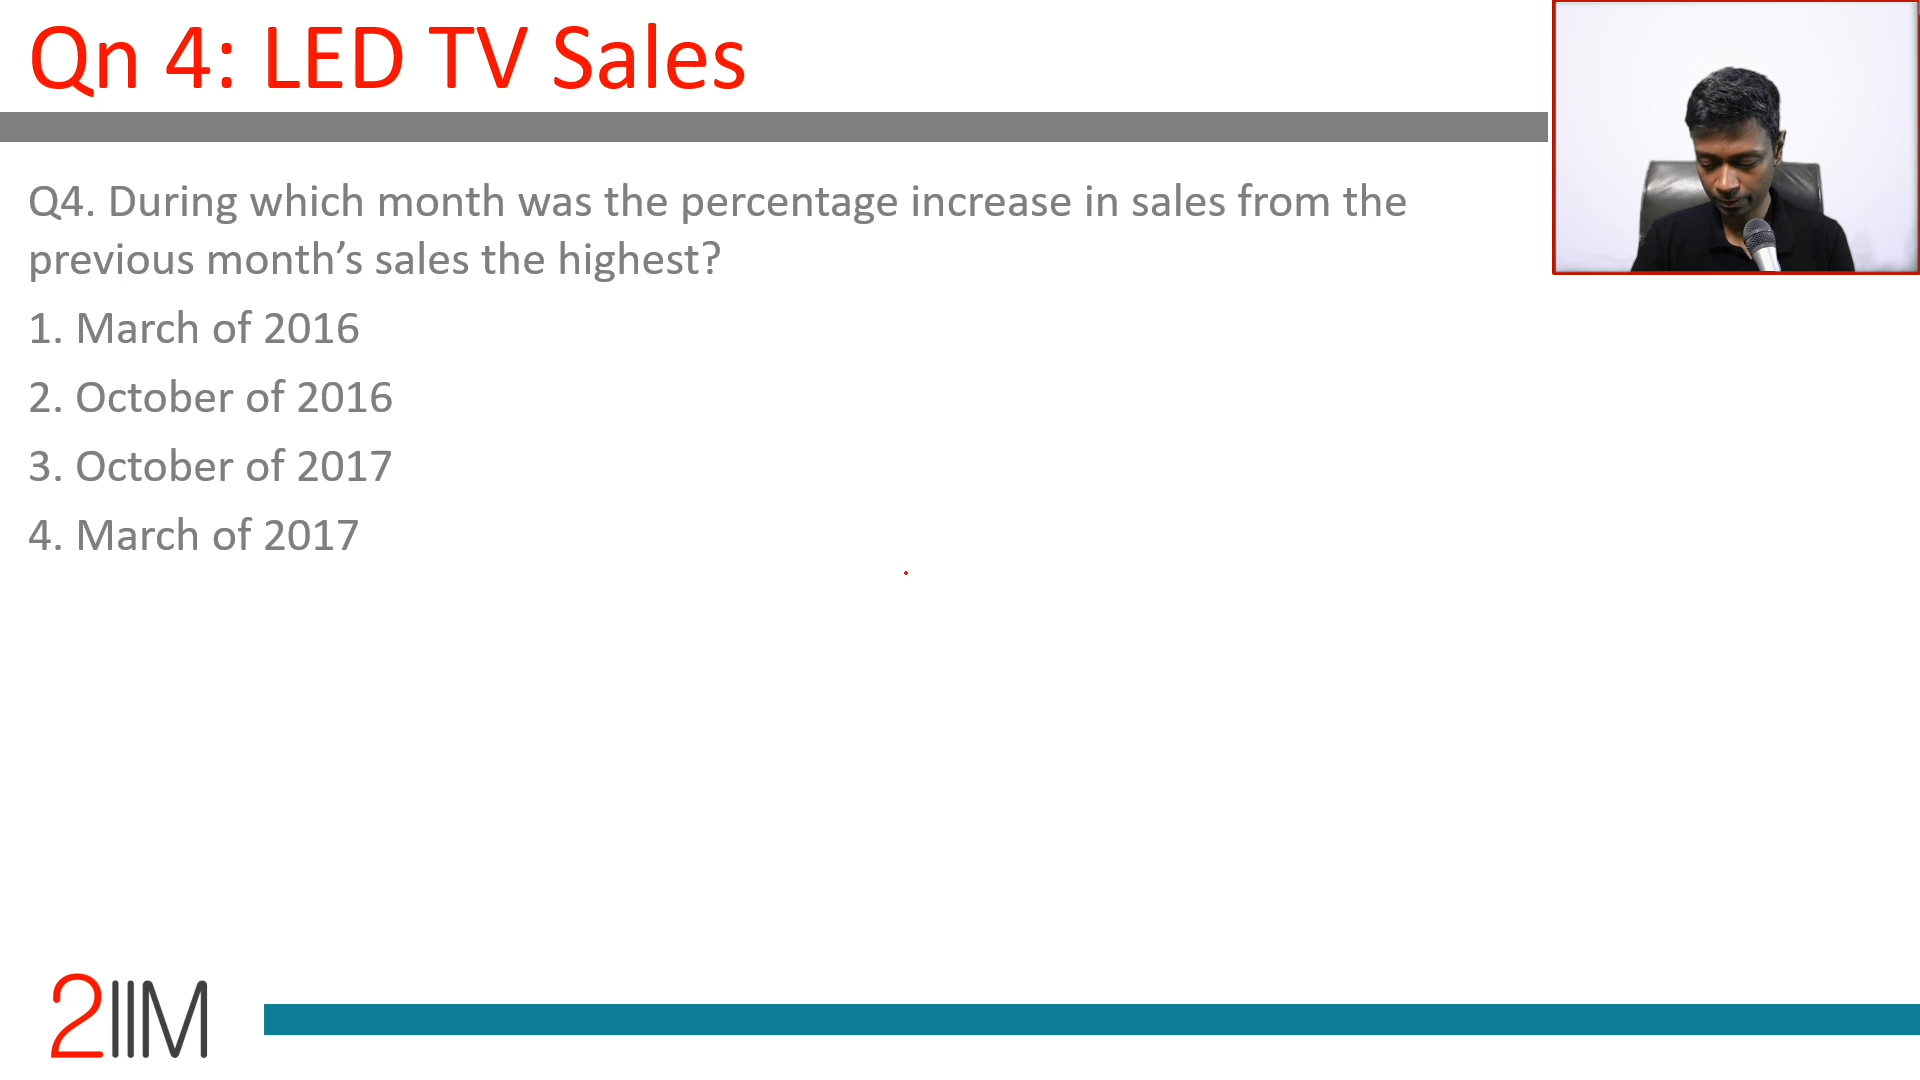 Qn 4: LED TV Sales
Q4. During which month was the percentage increase in sales from the
previous month’s sales the highest?
1. March of 2016
2. October of 2016
3. October of 2017
4. March of 2017
2IIM